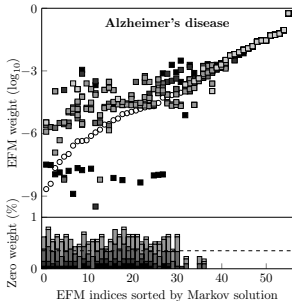 Alzheimer's disease
EFM weight (log10)
0
−3
−6
−9
Zero weight (%)
1
0
0 10 20 30 40 50
EFM indices sorted by Markov solution